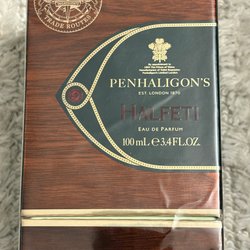 TRADE ROUTES
PENHALIGON'S
EST. LONDON 1870
HALFETI
EAU DE PARFUM
100 mL e 3.4 FL.OZ.